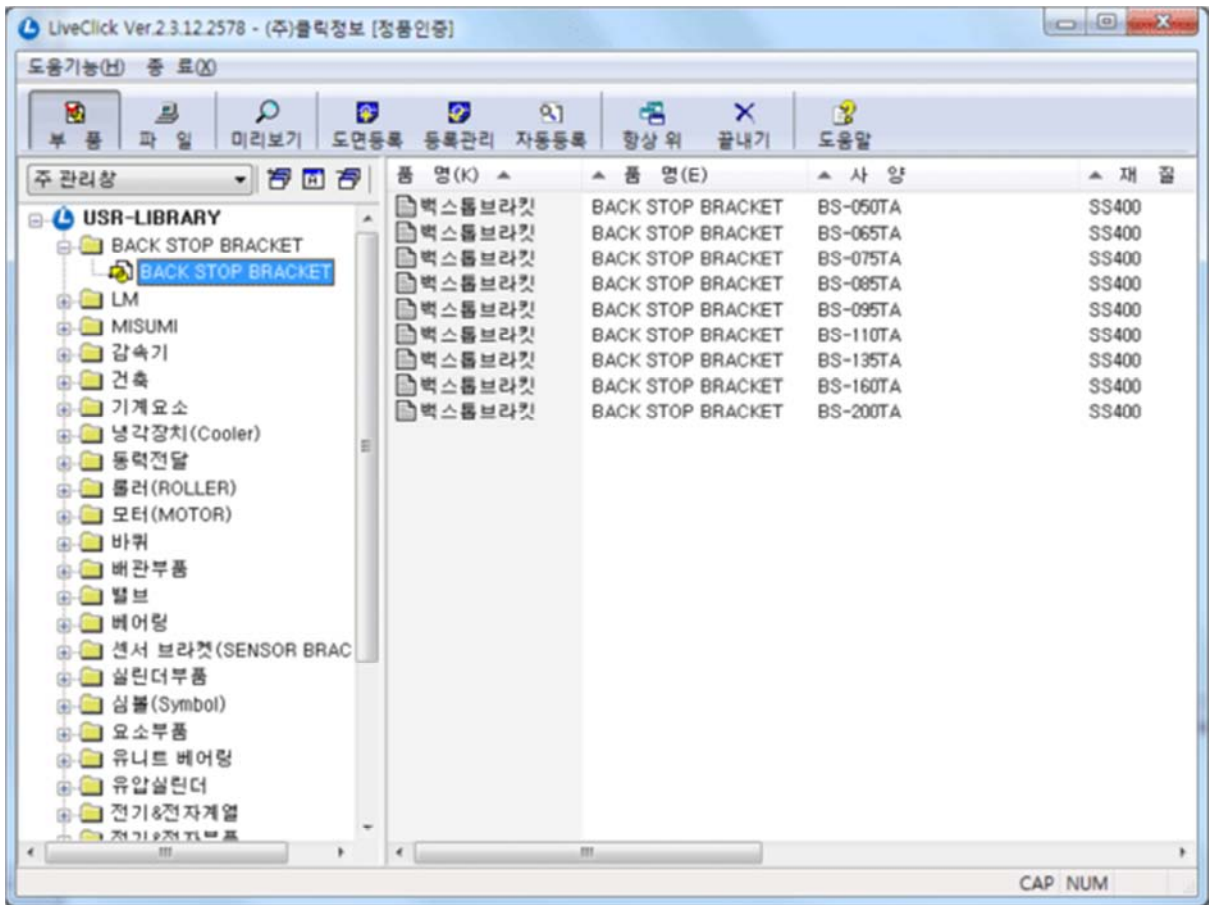 LiveClick Ver.2.3.12.2578 - (주)클릭정보 [정품인증]
도움기능(H) 종 료(X)
부 품 파 일 미리보기 도면등록 등록관리 자동등록 항상 위 끝내기 도움말
주 관리창
품 명(K) 품 명(E) 사 양 재 질
USR-LIBRARY
BACK STOP BRACKET
BACK STOP BRACKET
LM
MISUMI
감속기
건축
기계요소
냉각장치(Cooler)
동력전달
롤러(ROLLER)
모터(MOTOR)
바퀴
배관부품
밸브
베어링
센서 브라켓(SENSOR BRAC
실린더부품
심볼(Symbol)
요소부품
유니트 베어링
유압실린더
전기&전자계열
전기&전자부품
백스톱브라킷 BACK STOP BRACKET BS-050TA SS400
백스톱브라킷 BACK STOP BRACKET BS-065TA SS400
백스톱브라킷 BACK STOP BRACKET BS-075TA SS400
백스톱브라킷 BACK STOP BRACKET BS-085TA SS400
백스톱브라킷 BACK STOP BRACKET BS-095TA SS400
백스톱브라킷 BACK STOP BRACKET BS-110TA SS400
백스톱브라킷 BACK STOP BRACKET BS-135TA SS400
백스톱브라킷 BACK STOP BRACKET BS-160TA SS400
백스톱브라킷 BACK STOP BRACKET BS-200TA SS400
CAP NUM